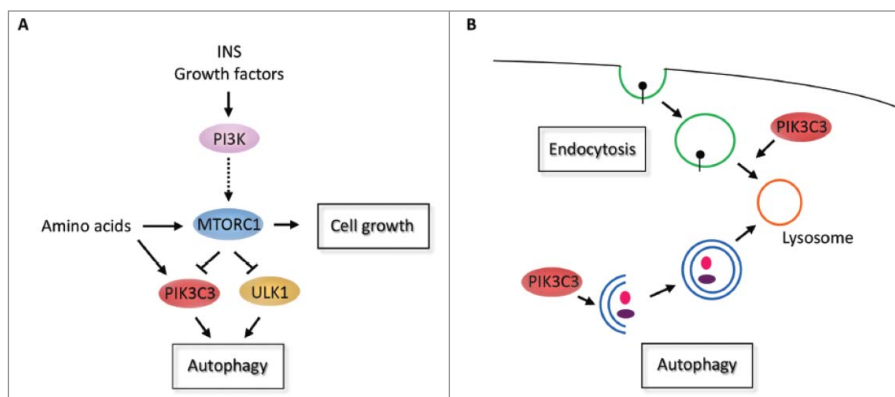 A
INS
Growth factors
PI3K
Amino acids
MTORC1
Cell growth
PIK3C3
ULK1
Autophagy
B
PIK3C3
Endocytosis
Lysosome
PIK3C3
Autophagy